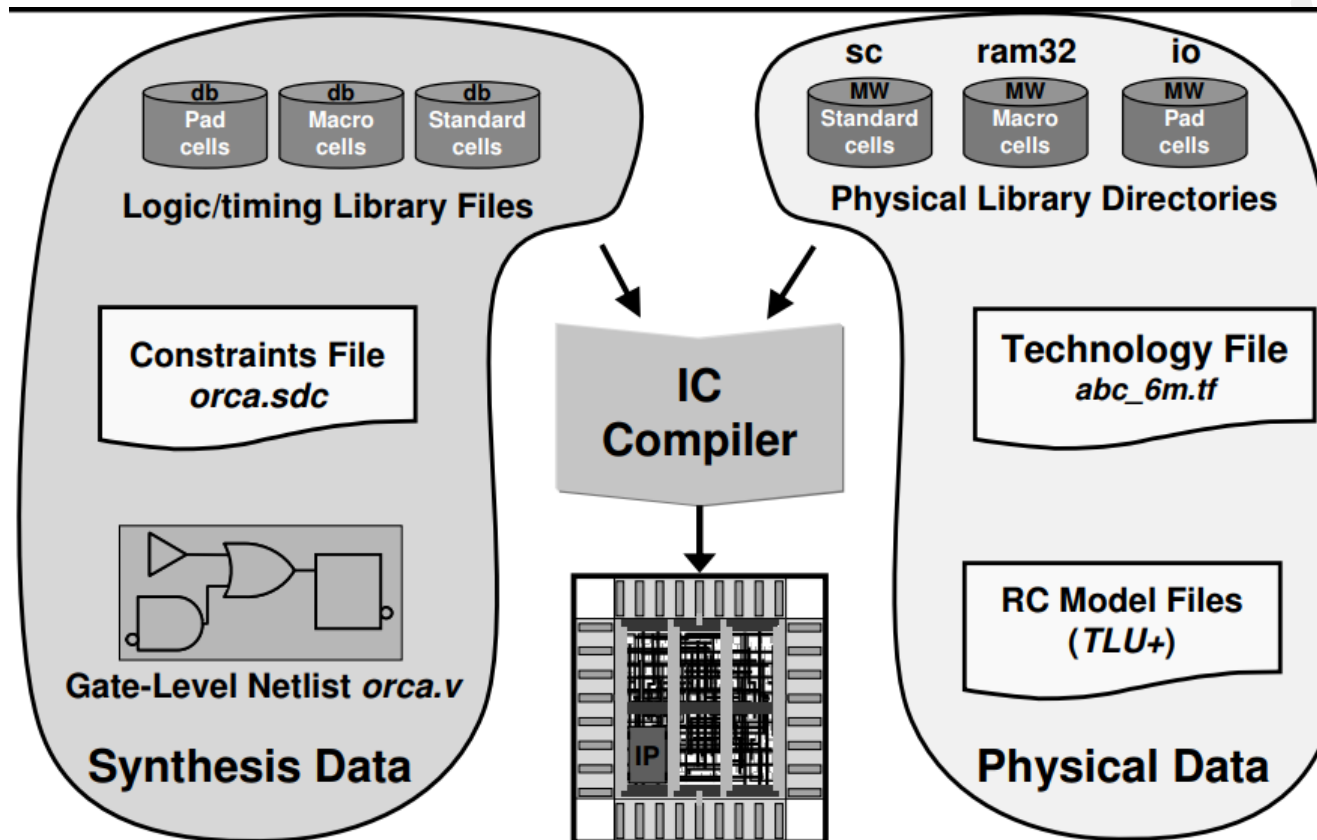 db
Pad
cells
db
Macro
cells
db
Standard
cells
Logic/timing Library Files
Constraints File
orca.sdc
Gate-Level Netlist orca.v
Synthesis Data
sc
MW
Standard
cells
ram32
MW
Macro
cells
io
MW
Pad
cells
Physical Library Directories
Technology File
abc_6m.tf
RC Model Files
(TLU+)
Physical Data
IC
Compiler
IP